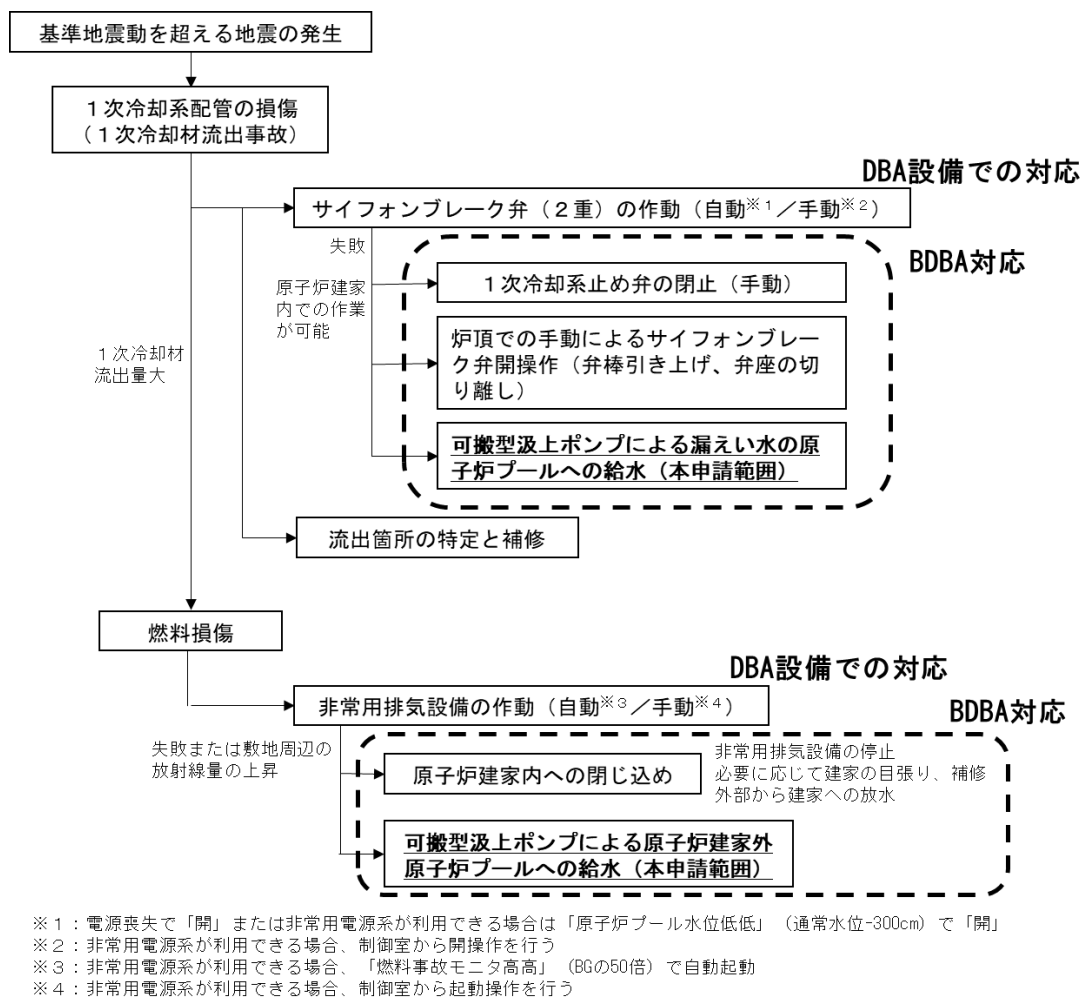 基準地震動を超える地震の発生
１次冷却系配管の損傷
（１次冷却材流出事故）
DBA設備での対応
サイフォンブレーク弁（２重）の作動（自動※１／手動※２）
失敗
BDBA対応
原子炉建家
内での作業
が可能
１次冷却系止め弁の閉止（手動）
炉頂での手動によるサイフォンブレー
ク弁開操作（弁棒引き上げ、弁座の切
り離し）
１次冷却材
流出量大
可搬型汲上ポンプによる漏えい水の原
子炉プールへの給水（本申請範囲）
流出箇所の特定と補修
燃料損傷
DBA設備での対応
非常用排気設備の作動（自動※３／手動※４）
BDBA対応
失敗または敷地周辺の
放射線量の上昇
原子炉建家内への閉じ込め
非常用排気設備の停止
必要に応じて建家の目張り、補修
外部から建家への放水
可搬型汲上ポンプによる原子炉建家外
原子炉プールへの給水（本申請範囲）
※１：電源喪失で「開」または非常用電源系が利用できる場合は「原子炉プール水位低低」（通常水位-300cm）で「開」
※２：非常用電源系が利用できる場合、制御室から開操作を行う
※３：非常用電源系が利用できる場合、「燃料事故モニタ高高」（BGの50倍）で自動起動
※４：非常用電源系が利用できる場合、制御室から起動操作を行う